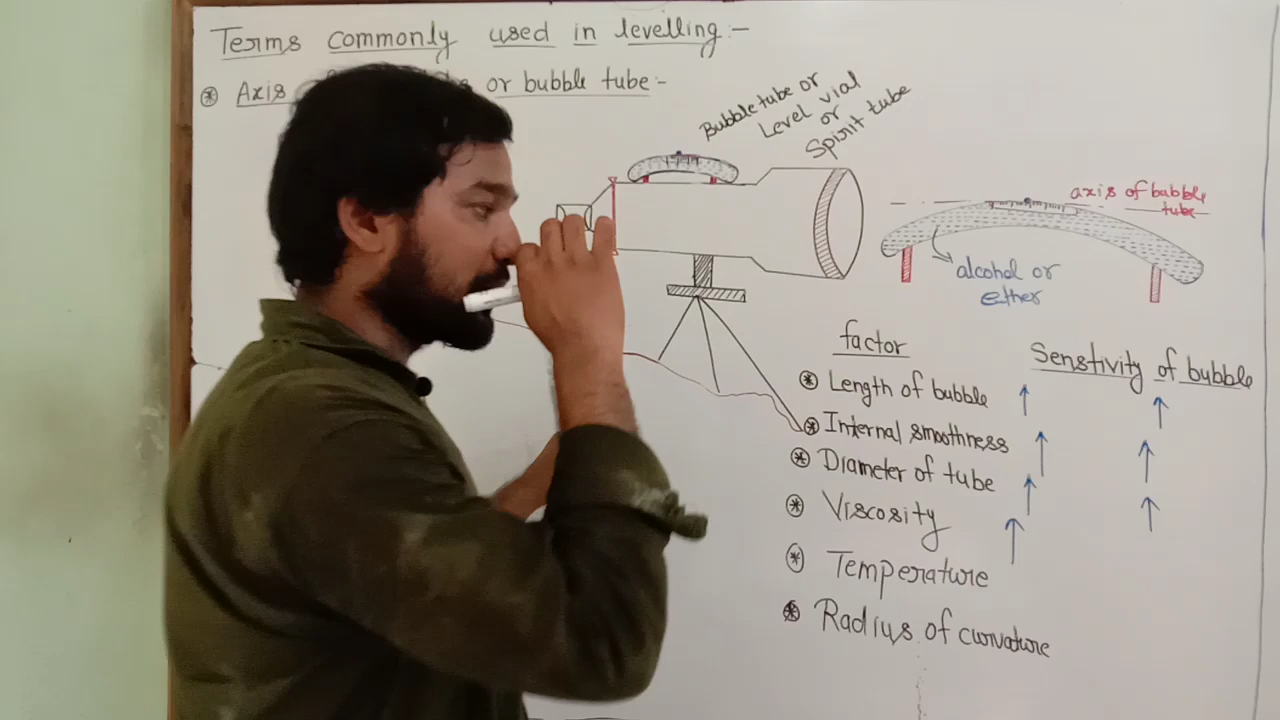 Terms commonly used in levelling:-
⊛ Axis or bubble tube:-
Bubble tube or
Level vial
or
Spirit tube
axis of bubble
tube
alcohol or
ether
factor
Senstivity of bubble
⊛ Length of bubble ↑ ↑
⊛ Internal smoothness ↑ ↑
⊛ Diameter of tube ↑ ↑
⊛ Viscosity ↑
⊛ Temperature
⊛ Radius of curvature